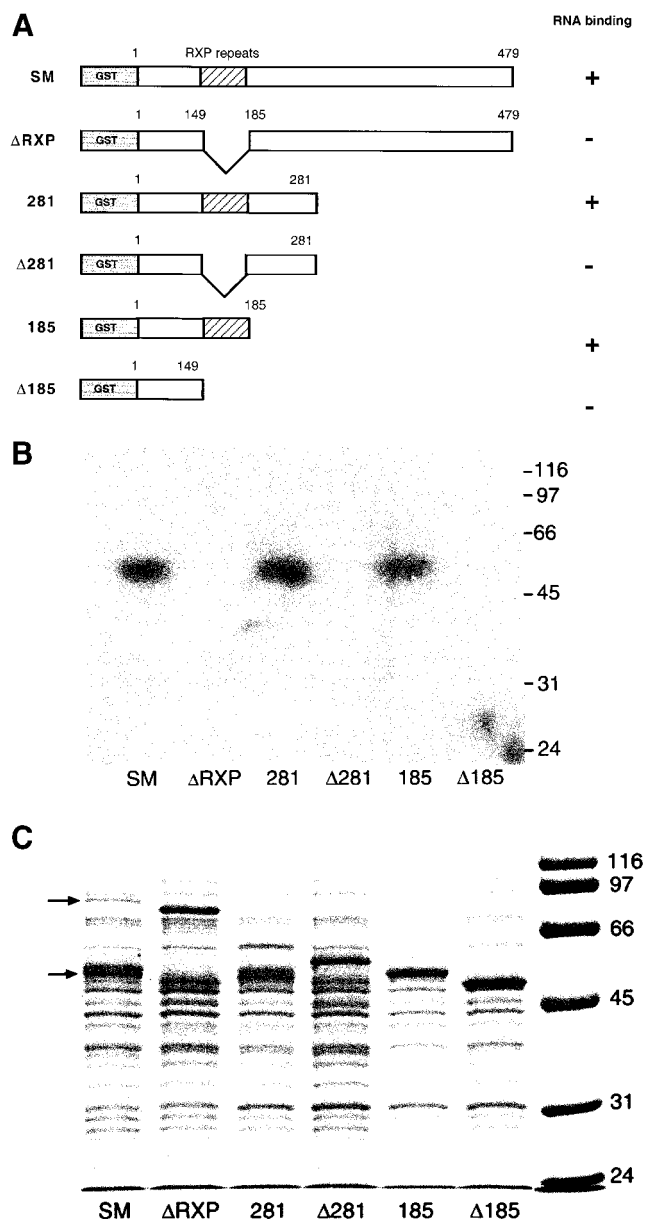 A
RNA binding
1 RXP repeats 479
SM GST +
1 149 185 479
ΔRXP GST -
1 281
281 GST +
1 281
Δ281 GST -
1 185
185 GST +
1 149
Δ185 GST -
B
-116
-97
-66
-45
-31
-24
SM ΔRXP 281 Δ281 185 Δ185
C
116
97
66
45
31
24
SM ΔRXP 281 Δ281 185 Δ185